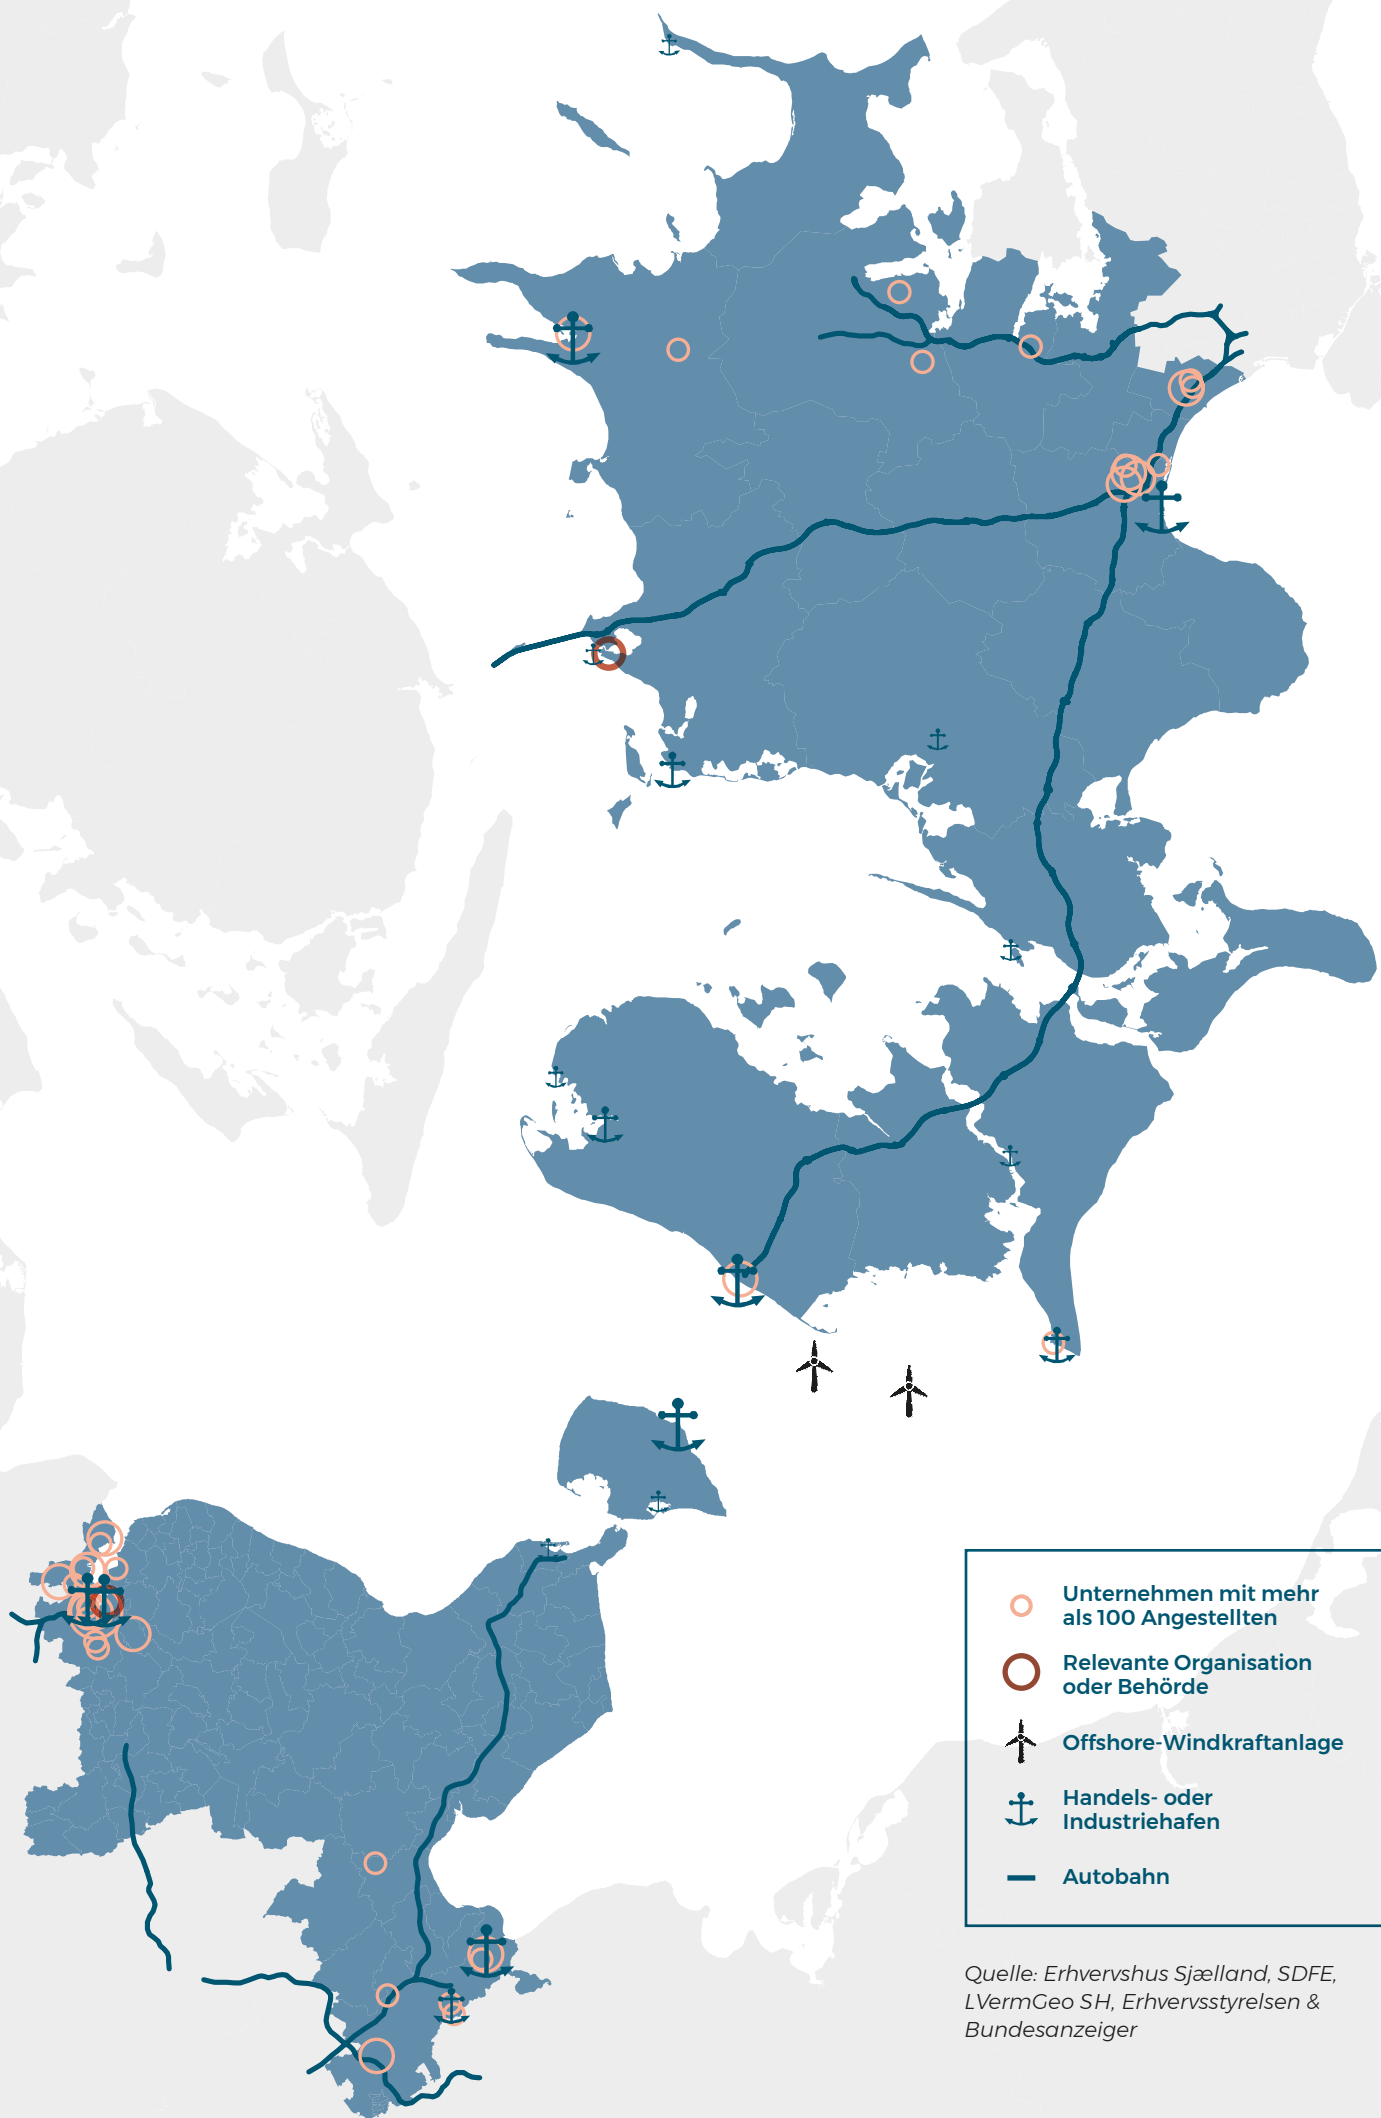 Unternehmen mit mehr
als 100 Angestellten
Relevante Organisation
oder Behörde
Offshore-Windkraftanlage
Handels- oder
Industriehafen
Autobahn
Quelle: Erhvervshus Sjælland, SDFE,
LVermGeo SH, Erhvervsstyrelsen &
Bundesanzeiger